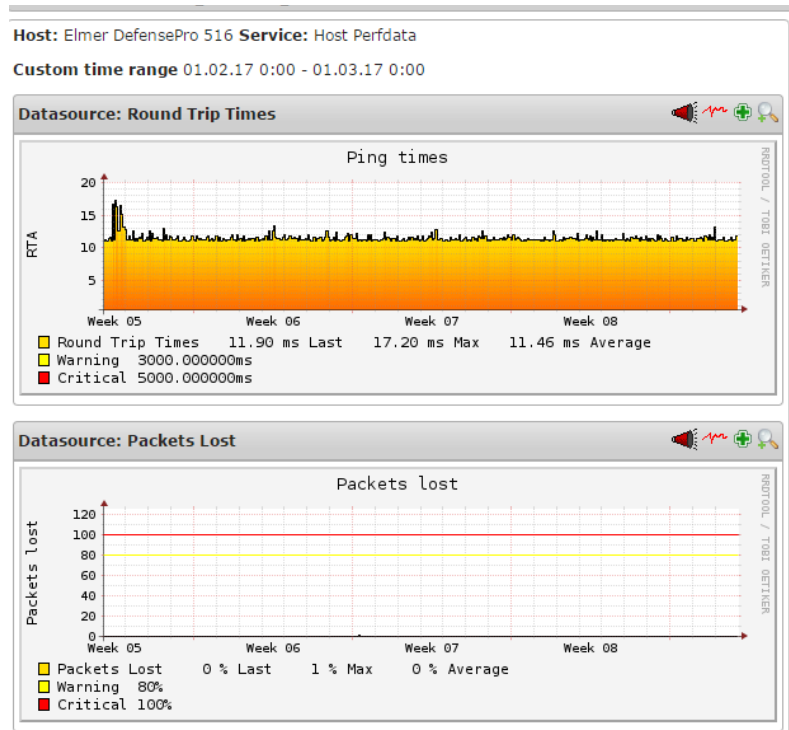 Host: Elmer DefensePro 516 Service: Host Perfdata
Custom time range 01.02.17 0:00 - 01.03.17 0:00
Datasource: Round Trip Times
Ping times
RRDTOOL / TOBI OETIKER
20
15
10
5
RTA
Week 05 Week 06 Week 07 Week 08
Round Trip Times 11.90 ms Last 17.20 ms Max 11.46 ms Average
Warning 3000.000000ms
Critical 5000.000000ms
Datasource: Packets Lost
Packets lost
RRDTOOL / TOBI OETIKER
120
100
80
60
40
20
0
Packets lost
Week 05 Week 06 Week 07 Week 08
Packets Lost 0 % Last 1 % Max 0 % Average
Warning 80%
Critical 100%